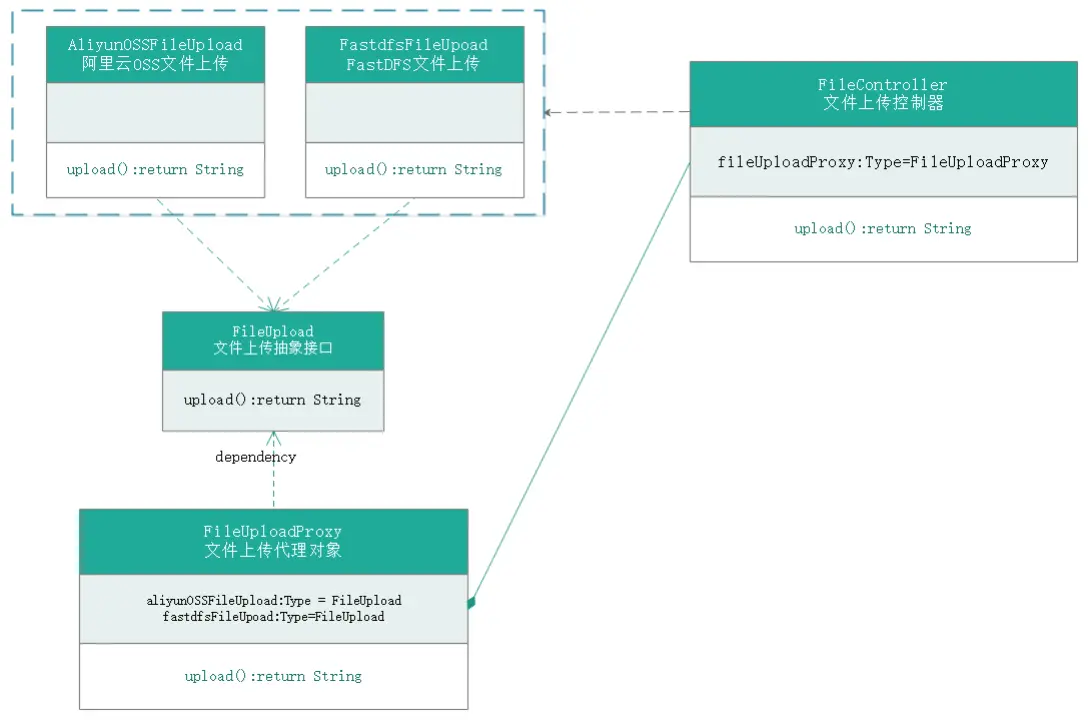 AliyunOSSFileUpload
阿里云OSS文件上传
upload():return String
FastdfsFileUpoad
FastDFS文件上传
upload():return String
FileController
文件上传控制器
fileUploadProxy:Type=FileUploadProxy
upload():return String
FileUpload
文件上传抽象接口
upload():return String
dependency
FileUploadProxy
文件上传代理对象
aliyunOSSFileUpload:Type = FileUpload
fastdfsFileUpoad:Type=FileUpload
upload():return String